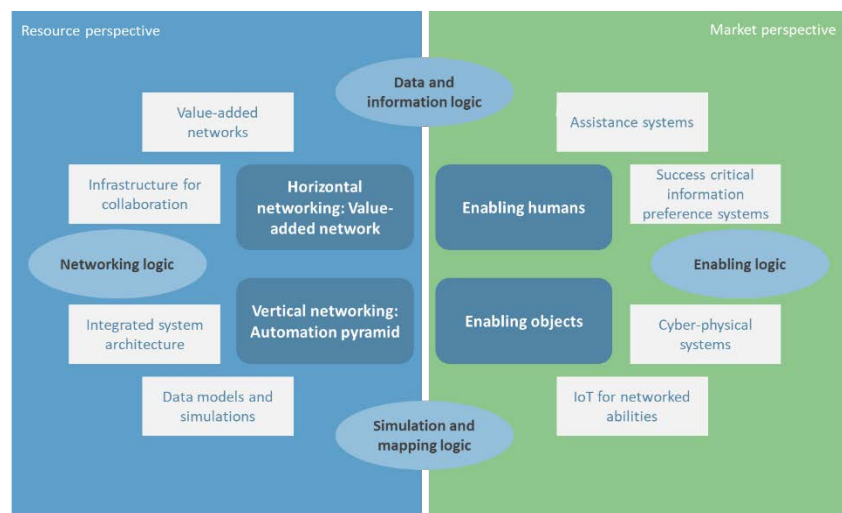 Resource perspective
Market perspective
Data and
information logic
Value-added
networks
Assistance systems
Infrastructure for
collaboration
Horizontal
networking: Value-
added network
Enabling humans
Success critical
information
preference systems
Networking logic
Enabling logic
Integrated system
architecture
Vertical networking:
Automation pyramid
Enabling objects
Cyber-physical
systems
Data models and
simulations
IoT for networked
abilities
Simulation and
mapping logic